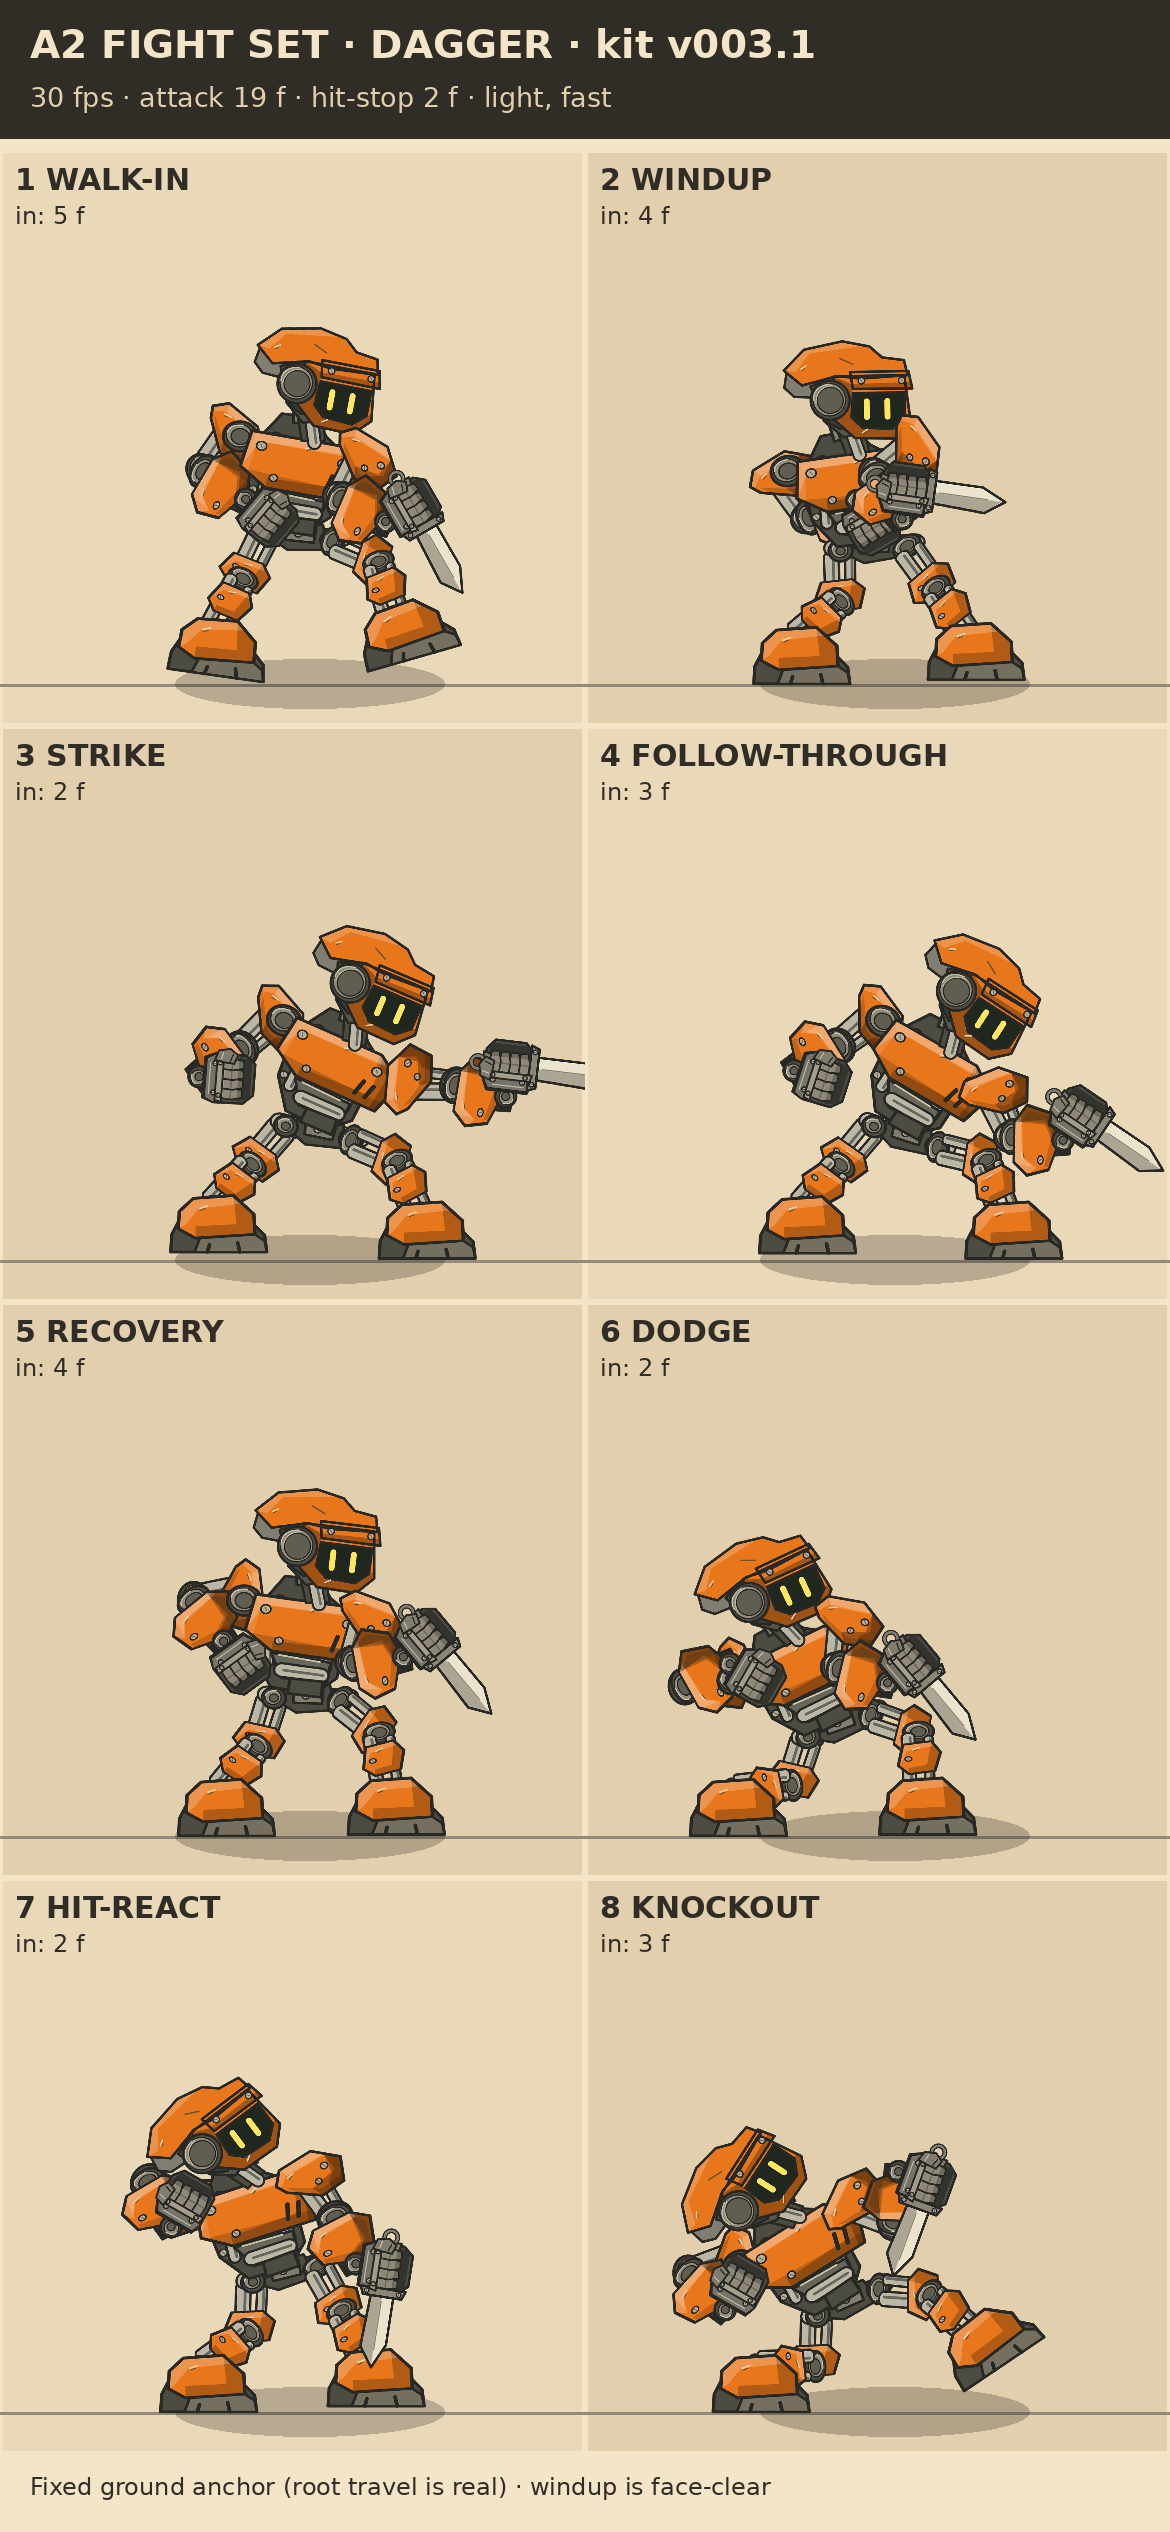 A2 FIGHT SET · DAGGER · kit v003.1
30 fps · attack 19 f · hit-stop 2 f · light, fast
1 WALK-IN
in: 5 f
2 WINDUP
in: 4 f
3 STRIKE
in: 2 f
4 FOLLOW-THROUGH
in: 3 f
5 RECOVERY
in: 4 f
6 DODGE
in: 2 f
7 HIT-REACT
in: 2 f
8 KNOCKOUT
in: 3 f
Fixed ground anchor (root travel is real) · windup is face-clear